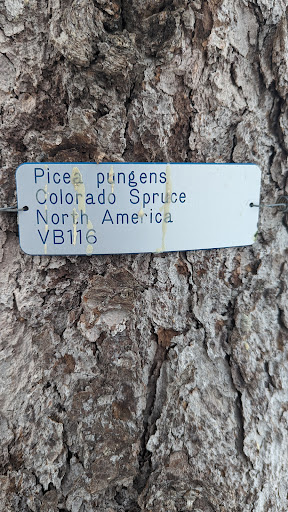 Picea pungens
Colorado Spruce
North America
VB116